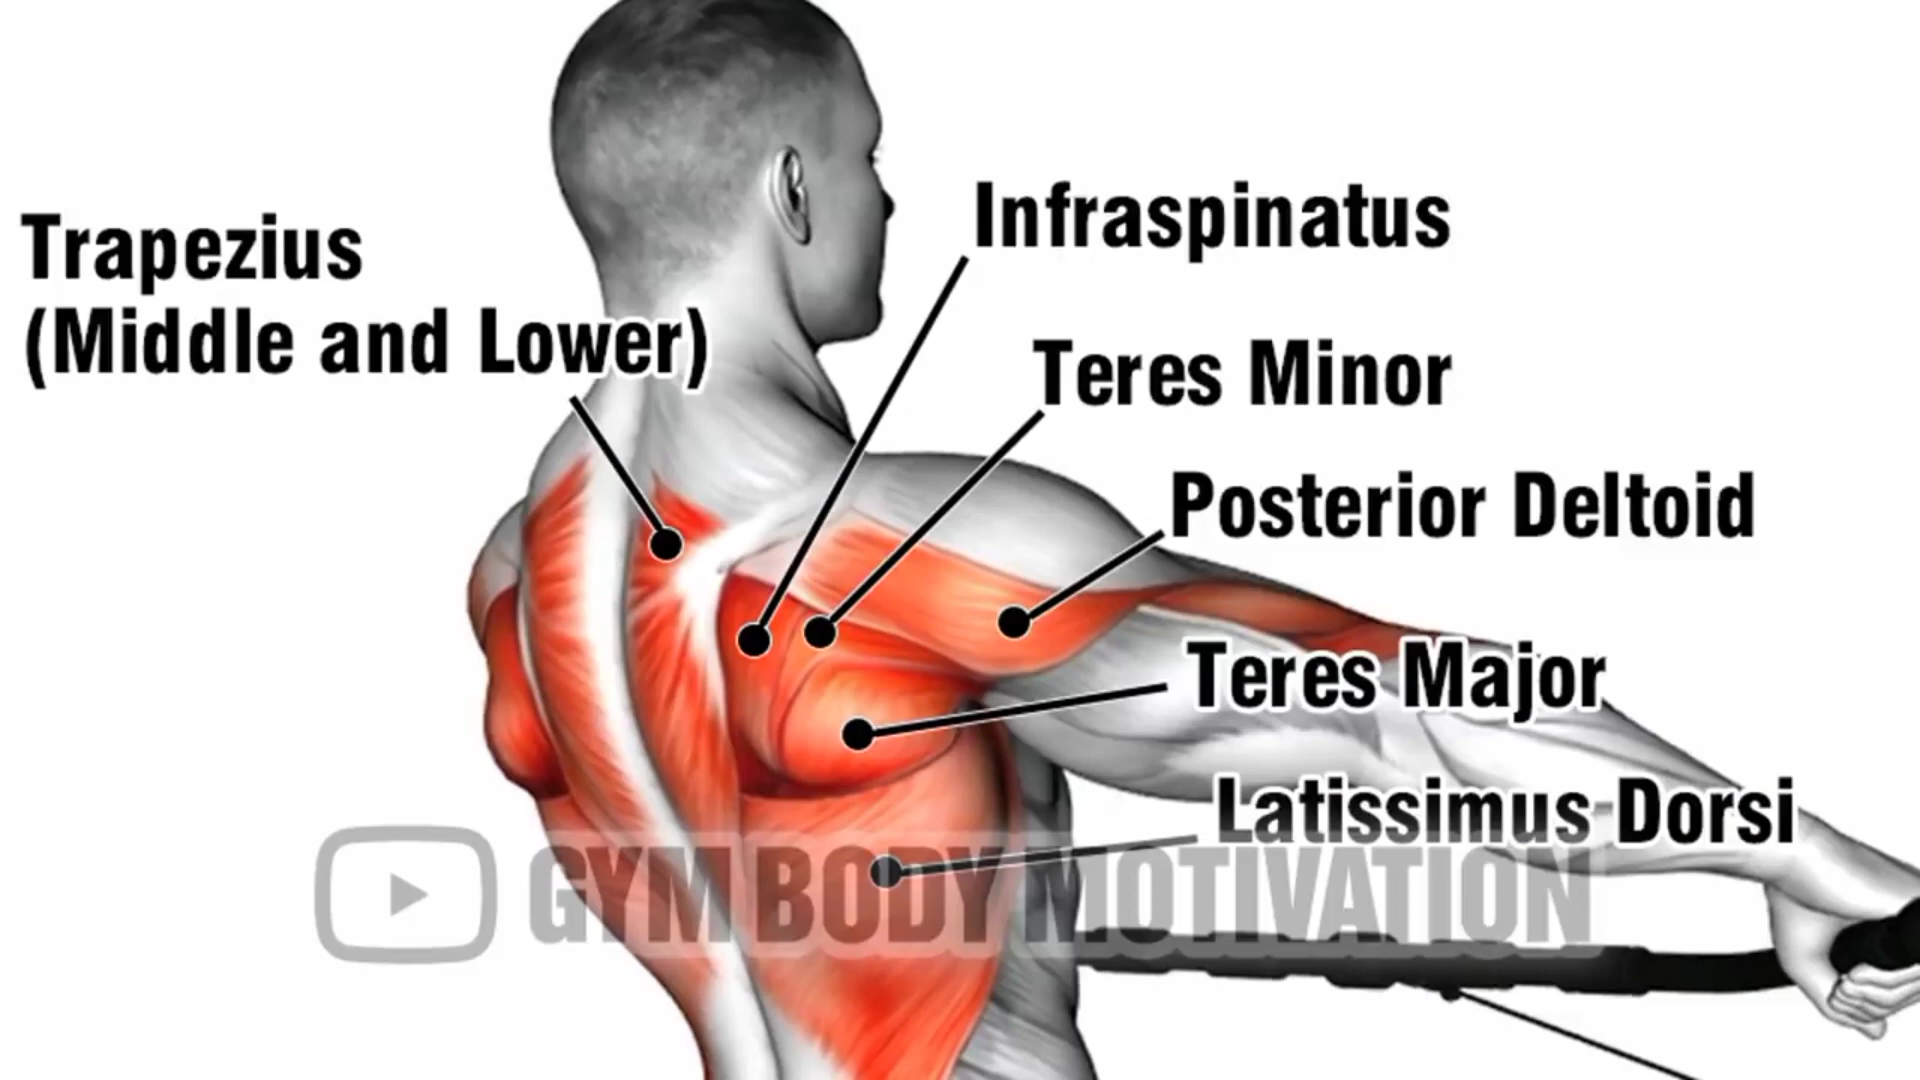 Trapezius
(Middle and Lower)
Infraspinatus
Teres Minor
Posterior Deltoid
Teres Major
Latissimus Dorsi
GYM BODY MOTIVATION